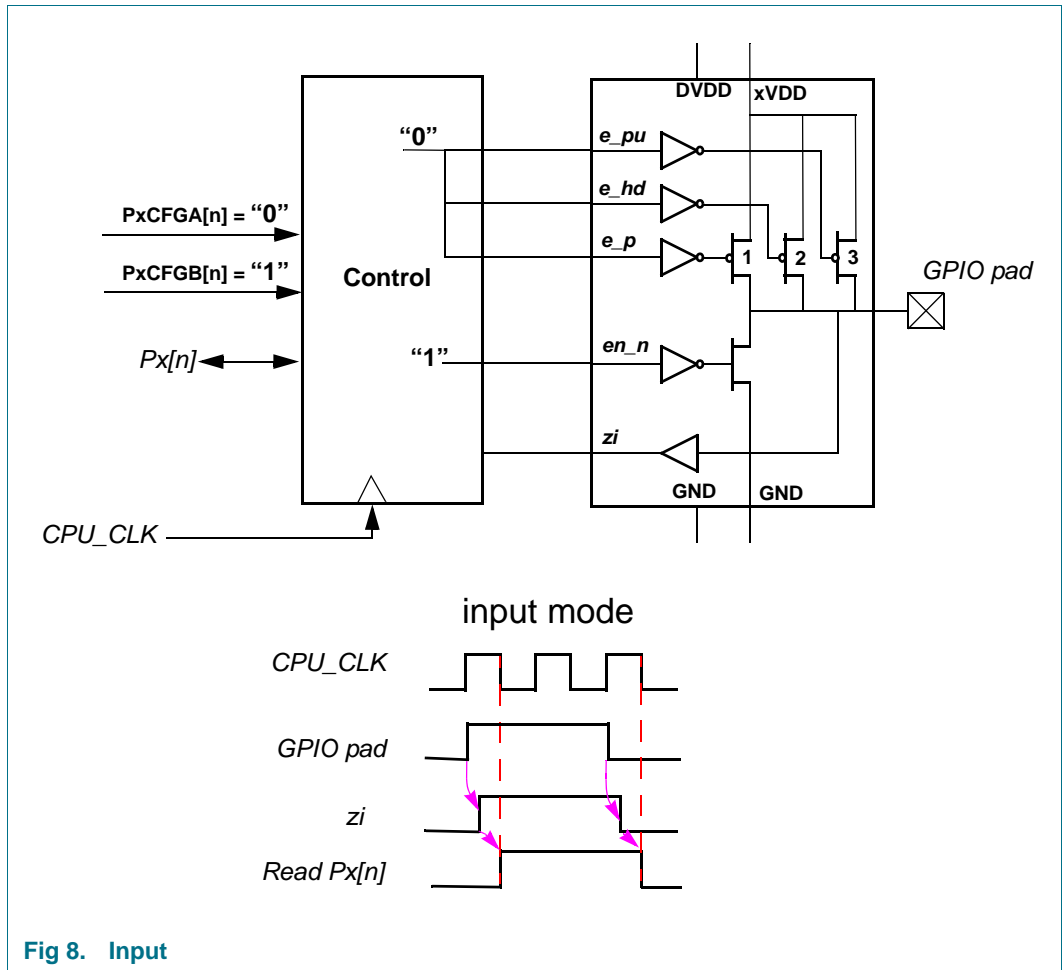 DVDD xVDD
“0” e_pu
e_hd
PxCFGA[n] = “0”
e_p
1 2 3
PxCFGB[n] = “1”
Control
GPIO pad
Px[n]
“1” en_n
zi
GND GND
CPU_CLK
input mode
CPU_CLK
GPIO pad
zi
Read Px[n]
Fig 8. Input